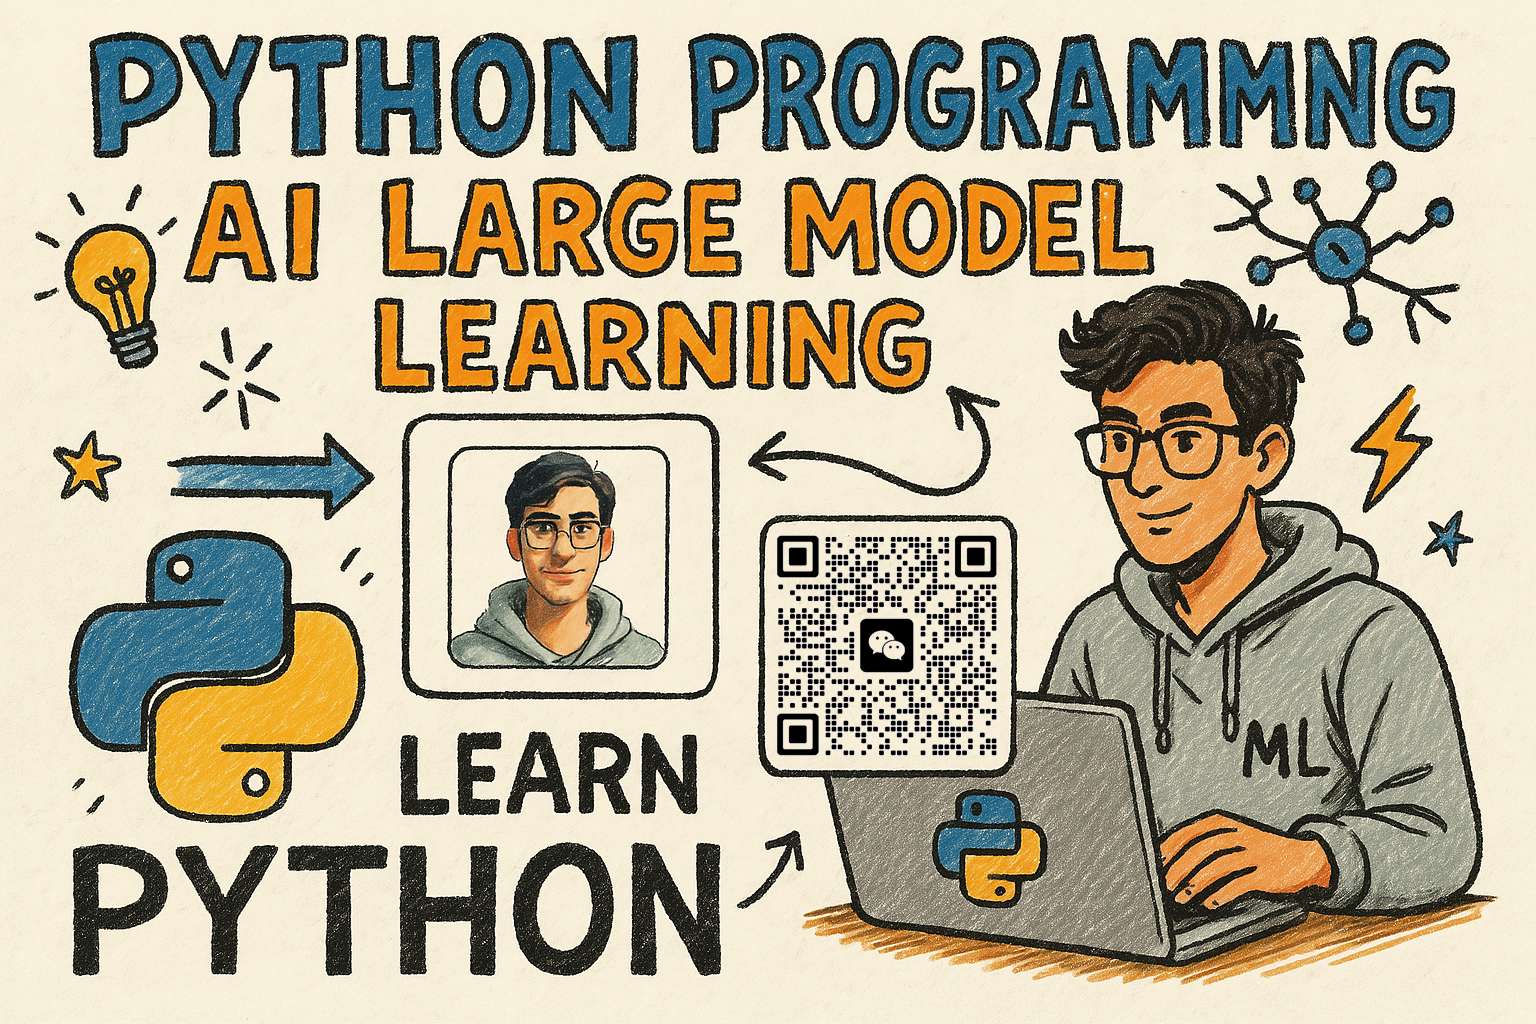 PYTHON PROGRAMMNG
AI LARGE MODEL
LEARNING
LEARN
PYTHON
ML